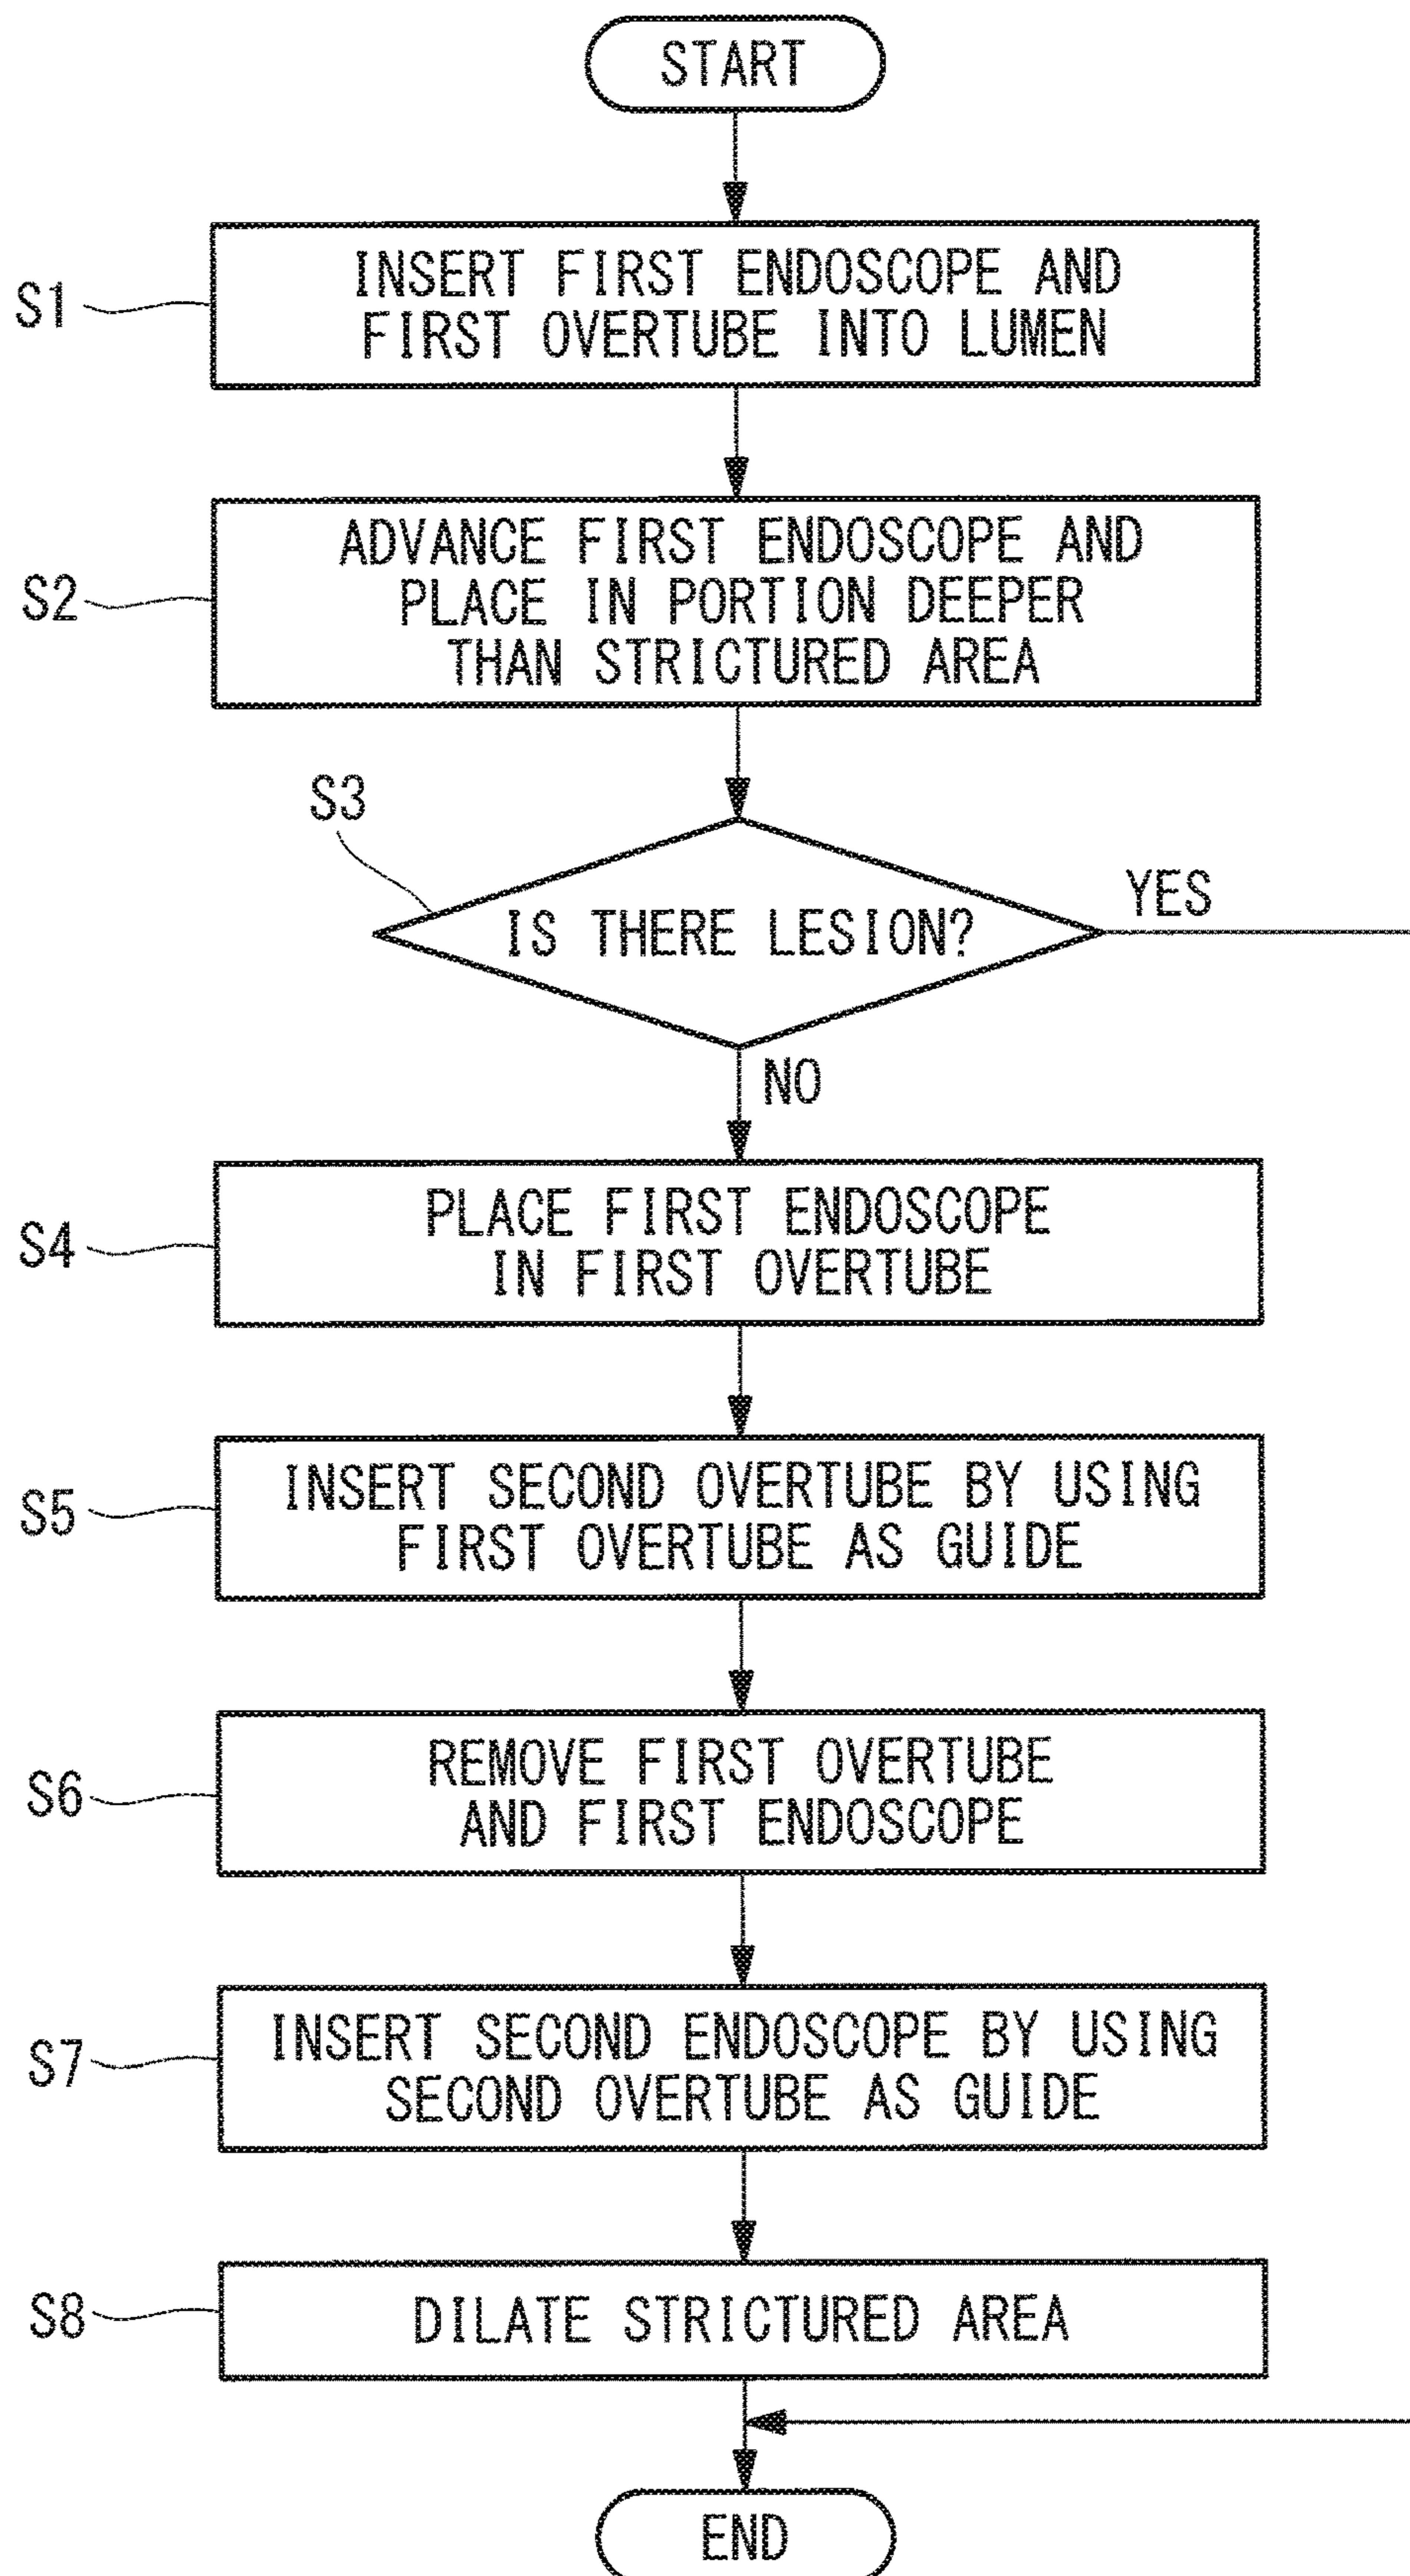 START
S1
INSERT FIRST ENDOSCOPE AND
FIRST OVERTUBE INTO LUMEN
S2
ADVANCE FIRST ENDOSCOPE AND
PLACE IN PORTION DEEPER
THAN STRICTURED AREA
S3
IS THERE LESION?
YES
NO
S4
PLACE FIRST ENDOSCOPE
IN FIRST OVERTUBE
S5
INSERT SECOND OVERTUBE BY USING
FIRST OVERTUBE AS GUIDE
S6
REMOVE FIRST OVERTUBE
AND FIRST ENDOSCOPE
S7
INSERT SECOND ENDOSCOPE BY USING
SECOND OVERTUBE AS GUIDE
S8
DILATE STRICTURED AREA
END